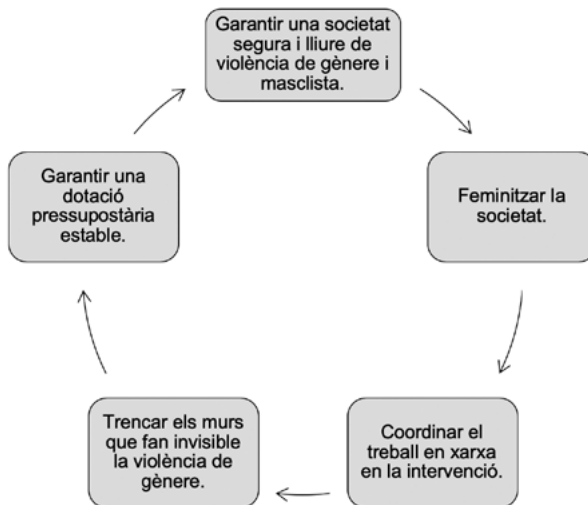 Garantir una societat
segura i lliure de
violència de gènere i
masclista.
Feminitzar la
societat.
Coordinar el
treball en xarxa
en la intervenció.
Trencar els murs
que fan invisible
la violència de
gènere.
Garantir una
dotació
pressupostària
estable.